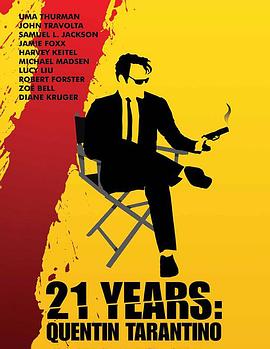 UMA THURMAN
JOHN TRAVOLTA
SAMUEL L. JACKSON
JAMIE FOXX
HARVEY KEITEL
MICHAEL MADSEN
LUCY LIU
ROBERT FORSTER
ZOË BELL
DIANE KRUGER
21 YEARS:
QUENTIN TARANTINO